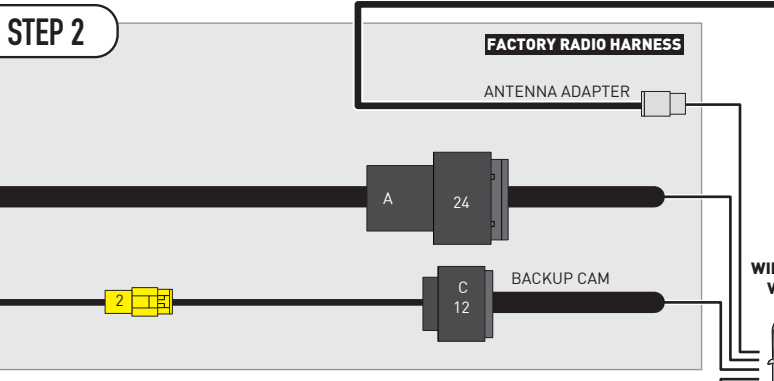 STEP 2
FACTORY RADIO HARNESS
ANTENNA ADAPTER
A
24
BACKUP CAM
2
C
12